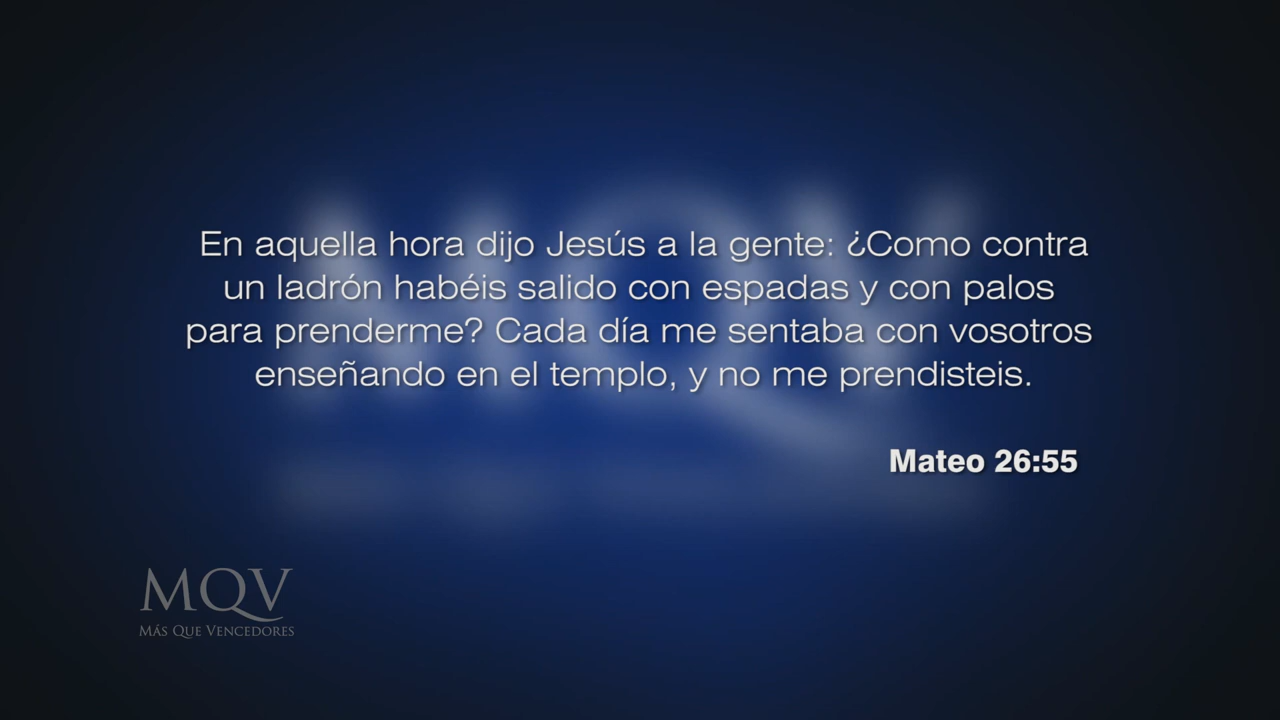 En aquella hora dijo Jesús a la gente: ¿Como contra
un ladrón habéis salido con espadas y con palos
para prenderme? Cada día me sentaba con vosotros
enseñando en el templo, y no me prendisteis.
Mateo 26:55
MQV
MÁS QUE VENCEDORES